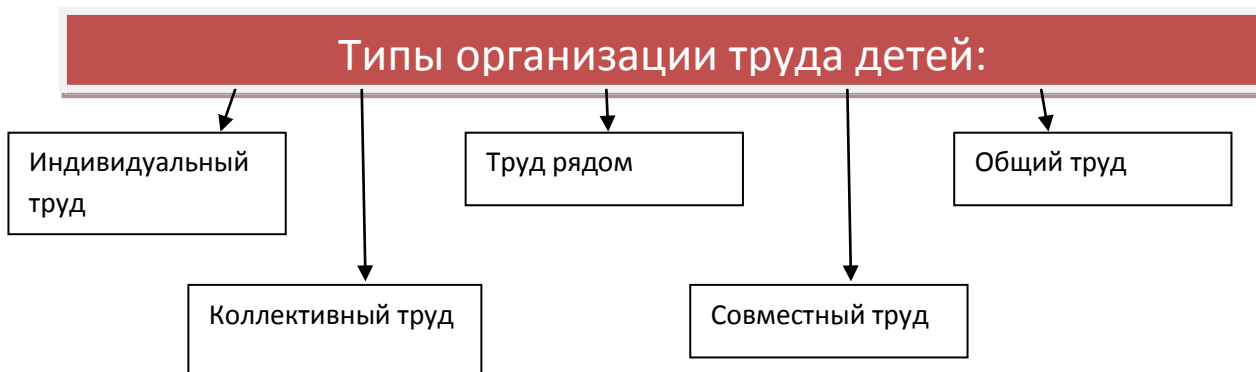 Типы организации труда детей:
Индивидуальный
труд
Труд рядом
Общий труд
Коллективный труд
Совместный труд